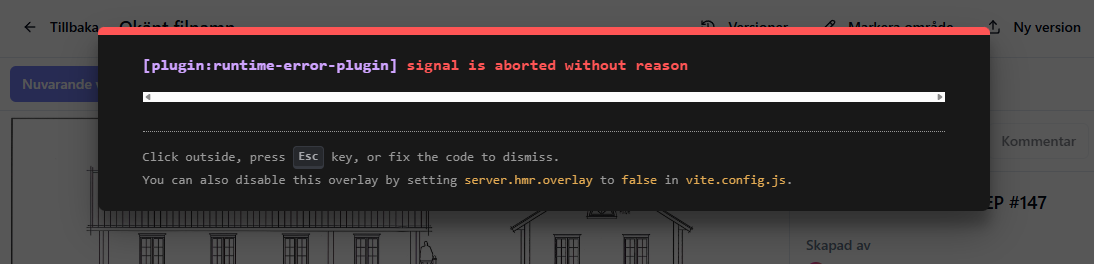 Tillbaka
Okänt filnamn
Versioner
Markera område
Ny version
Nuvarande
[plugin:runtime-error-plugin] signal is aborted without reason
Click outside, press Esc key, or fix the code to dismiss.
You can also disable this overlay by setting server.hmr.overlay to false in vite.config.js.
Kommentar
EP #147
Skapad av